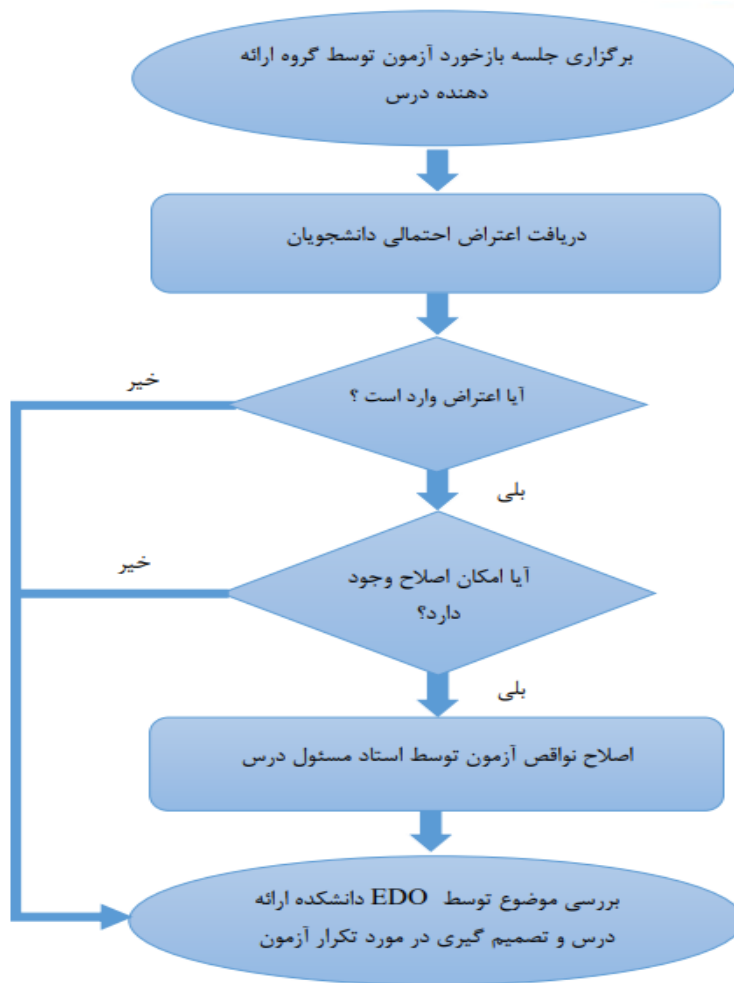 برگزاری جلسه بازخورد آزمون توسط گروه ارائه
دهنده درس
دریافت اعتراض احتمالی دانشجویان
آیا اعتراض وارد است ؟
خیر
بلی
آیا امکان اصلاح وجود
دارد؟
خیر
بلی
اصلاح نواقص آزمون توسط استاد مسئول درس
بررسی موضوع توسط EDO دانشکده ارائه
درس و تصمیم گیری در مورد تکرار آزمون